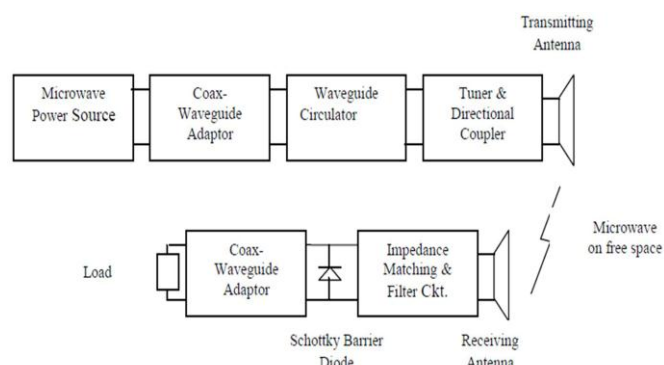 Transmitting
Antenna
Microwave
Power Source
Coax-
Waveguide
Adaptor
Waveguide
Circulator
Tuner &
Directional
Coupler
Microwave
on free space
Load
Coax-
Waveguide
Adaptor
Impedance
Matching &
Filter Ckt.
Schottky Barrier
Diode
Receiving
Antenna